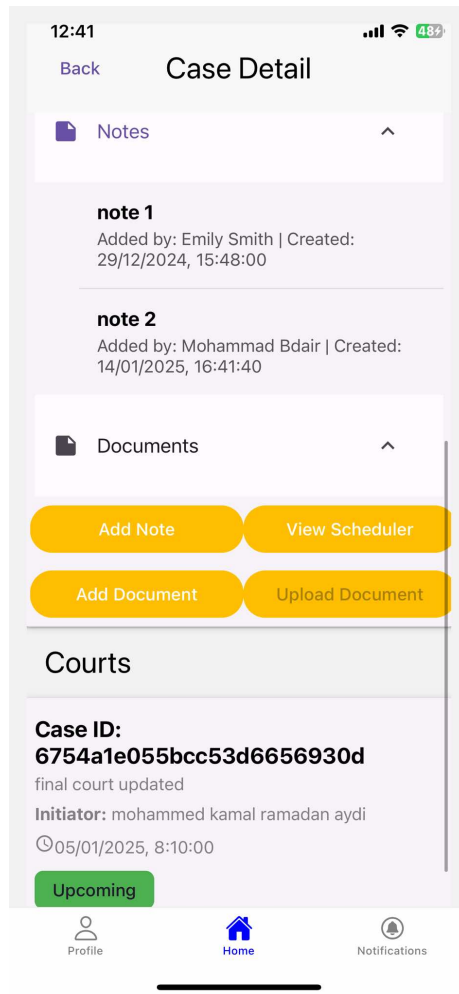 12:41
48
Back
Case Detail
Notes
note 1
Added by: Emily Smith | Created:
29/12/2024, 15:48:00
note 2
Added by: Mohammad Bdair | Created:
14/01/2025, 16:41:40
Documents
Add Note
View Scheduler
Add Document
Upload Document
Courts
Case ID:
6754a1e055bcc53d6656930d
final court updated
Initiator: mohammed kamal ramadan aydi
05/01/2025, 8:10:00
Upcoming
Profile
Home
Notifications